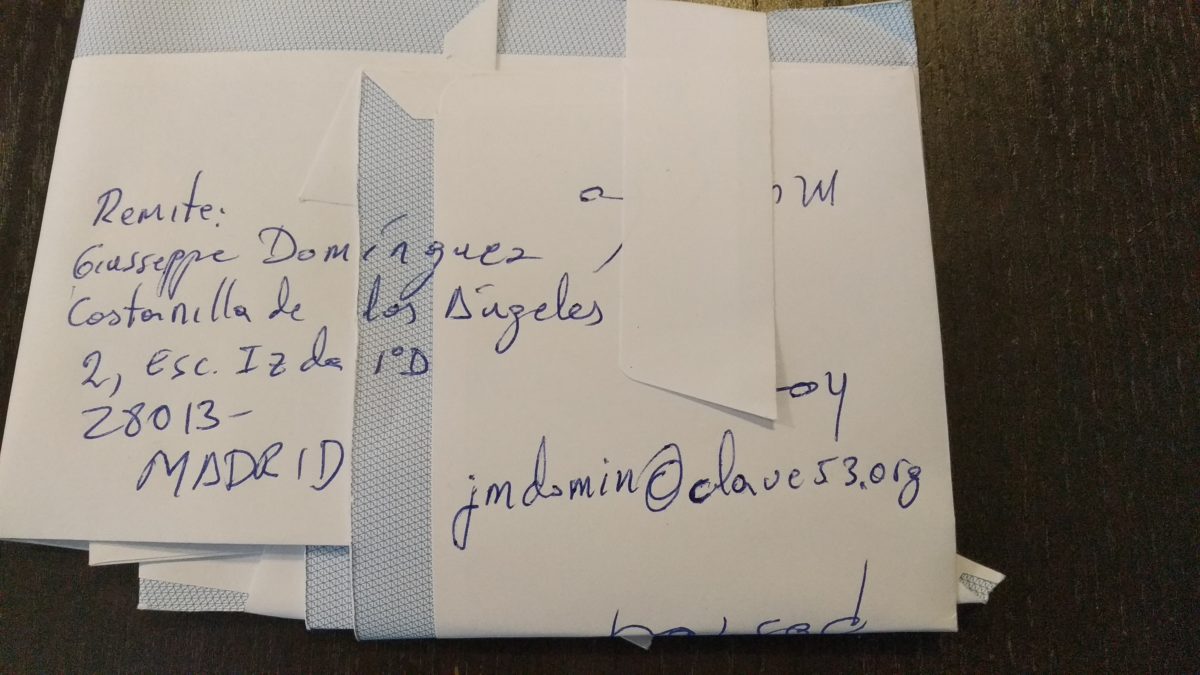 Remite:
Giusseppe Domínguez
Costanilla de los Ángeles
2, Esc. Izda 1ºD
28013-
MADRID
jmdomin@clave53.org